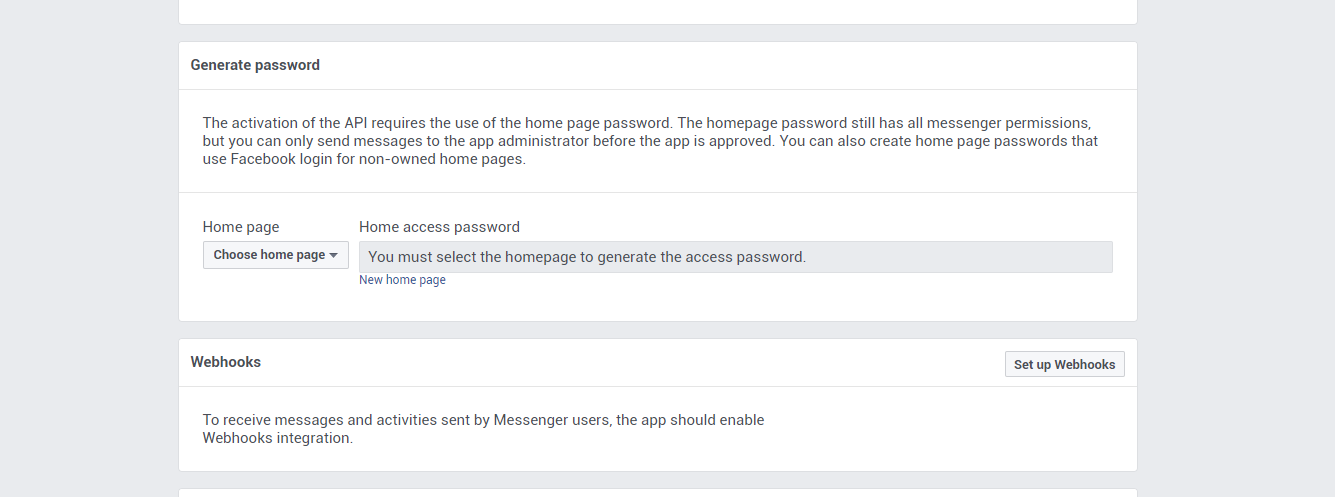 Generate password
The activation of the API requires the use of the home page password. The homepage password still has all messenger permissions,
but you can only send messages to the app administrator before the app is approved. You can also create home page passwords that
use Facebook login for non-owned home pages.
Home page
Home access password
Choose home page
You must select the homepage to generate the access password.
New home page
Webhooks
Set up Webhooks
To receive messages and activities sent by Messenger users, the app should enable
Webhooks integration.